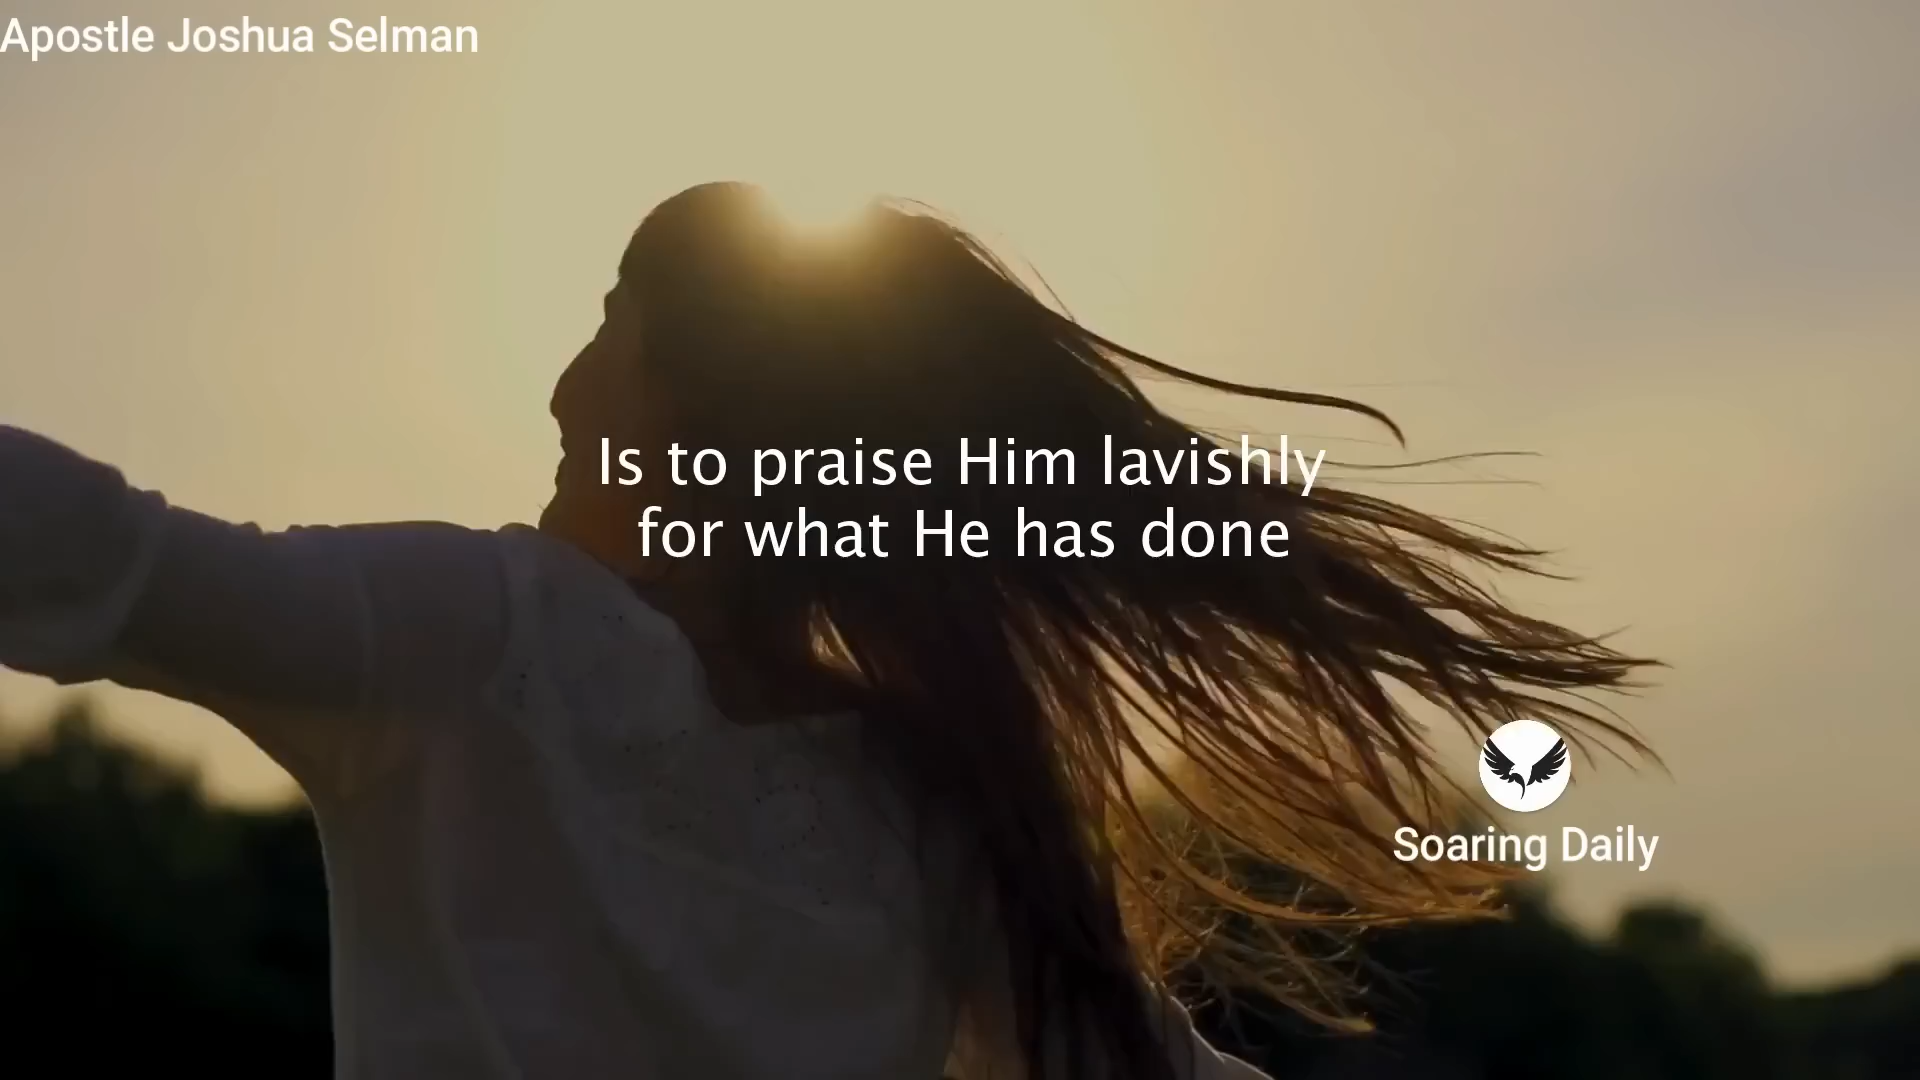 Apostle Joshua Selman
Is to praise Him lavishly
for what He has done
Soaring Daily